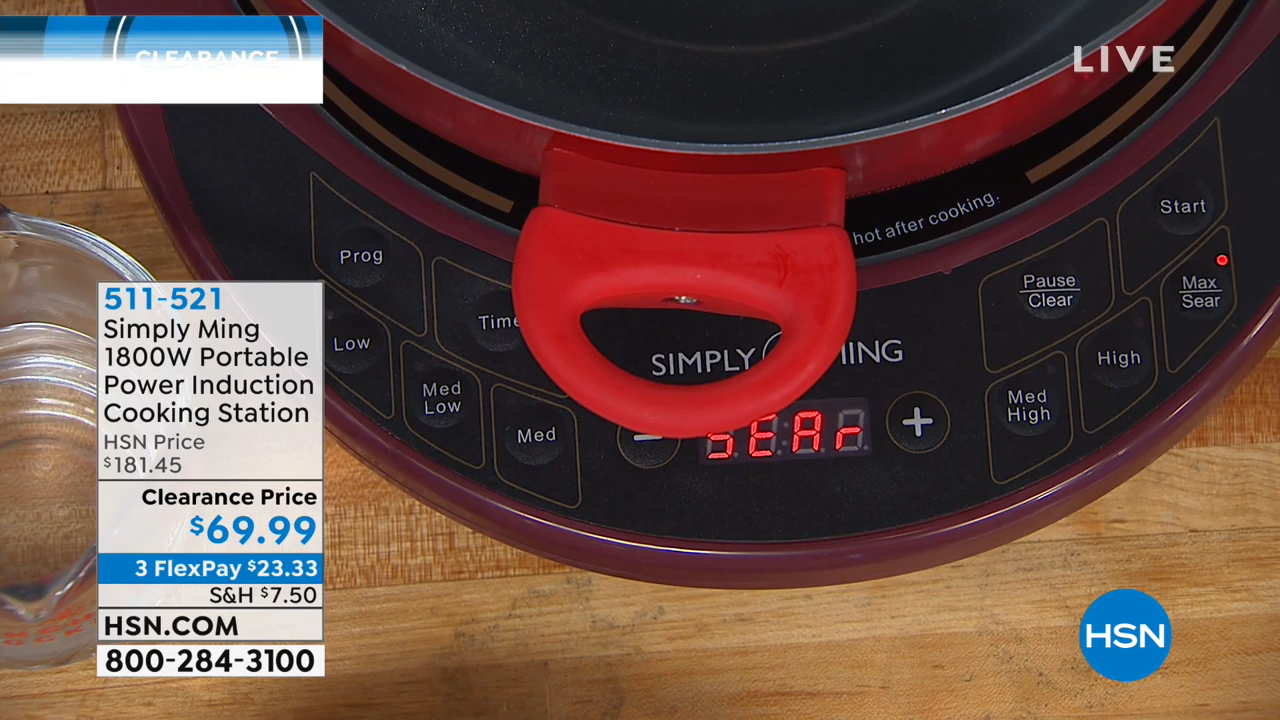 CLEARANCE
LIVE
511-521
Simply Ming
1800W Portable
Power Induction
Cooking Station
HSN Price
$181.45
Clearance Price
$69.99
3 FlexPay $23.33
S&H $7.50
HSN.COM
800-284-3100
hot after cooking.
Prog
Time
Low
Med
Low
Med
SIMPLY MING
−
SEAr
+
Pause
Clear
Start
Max
Sear
High
Med
High
HSN